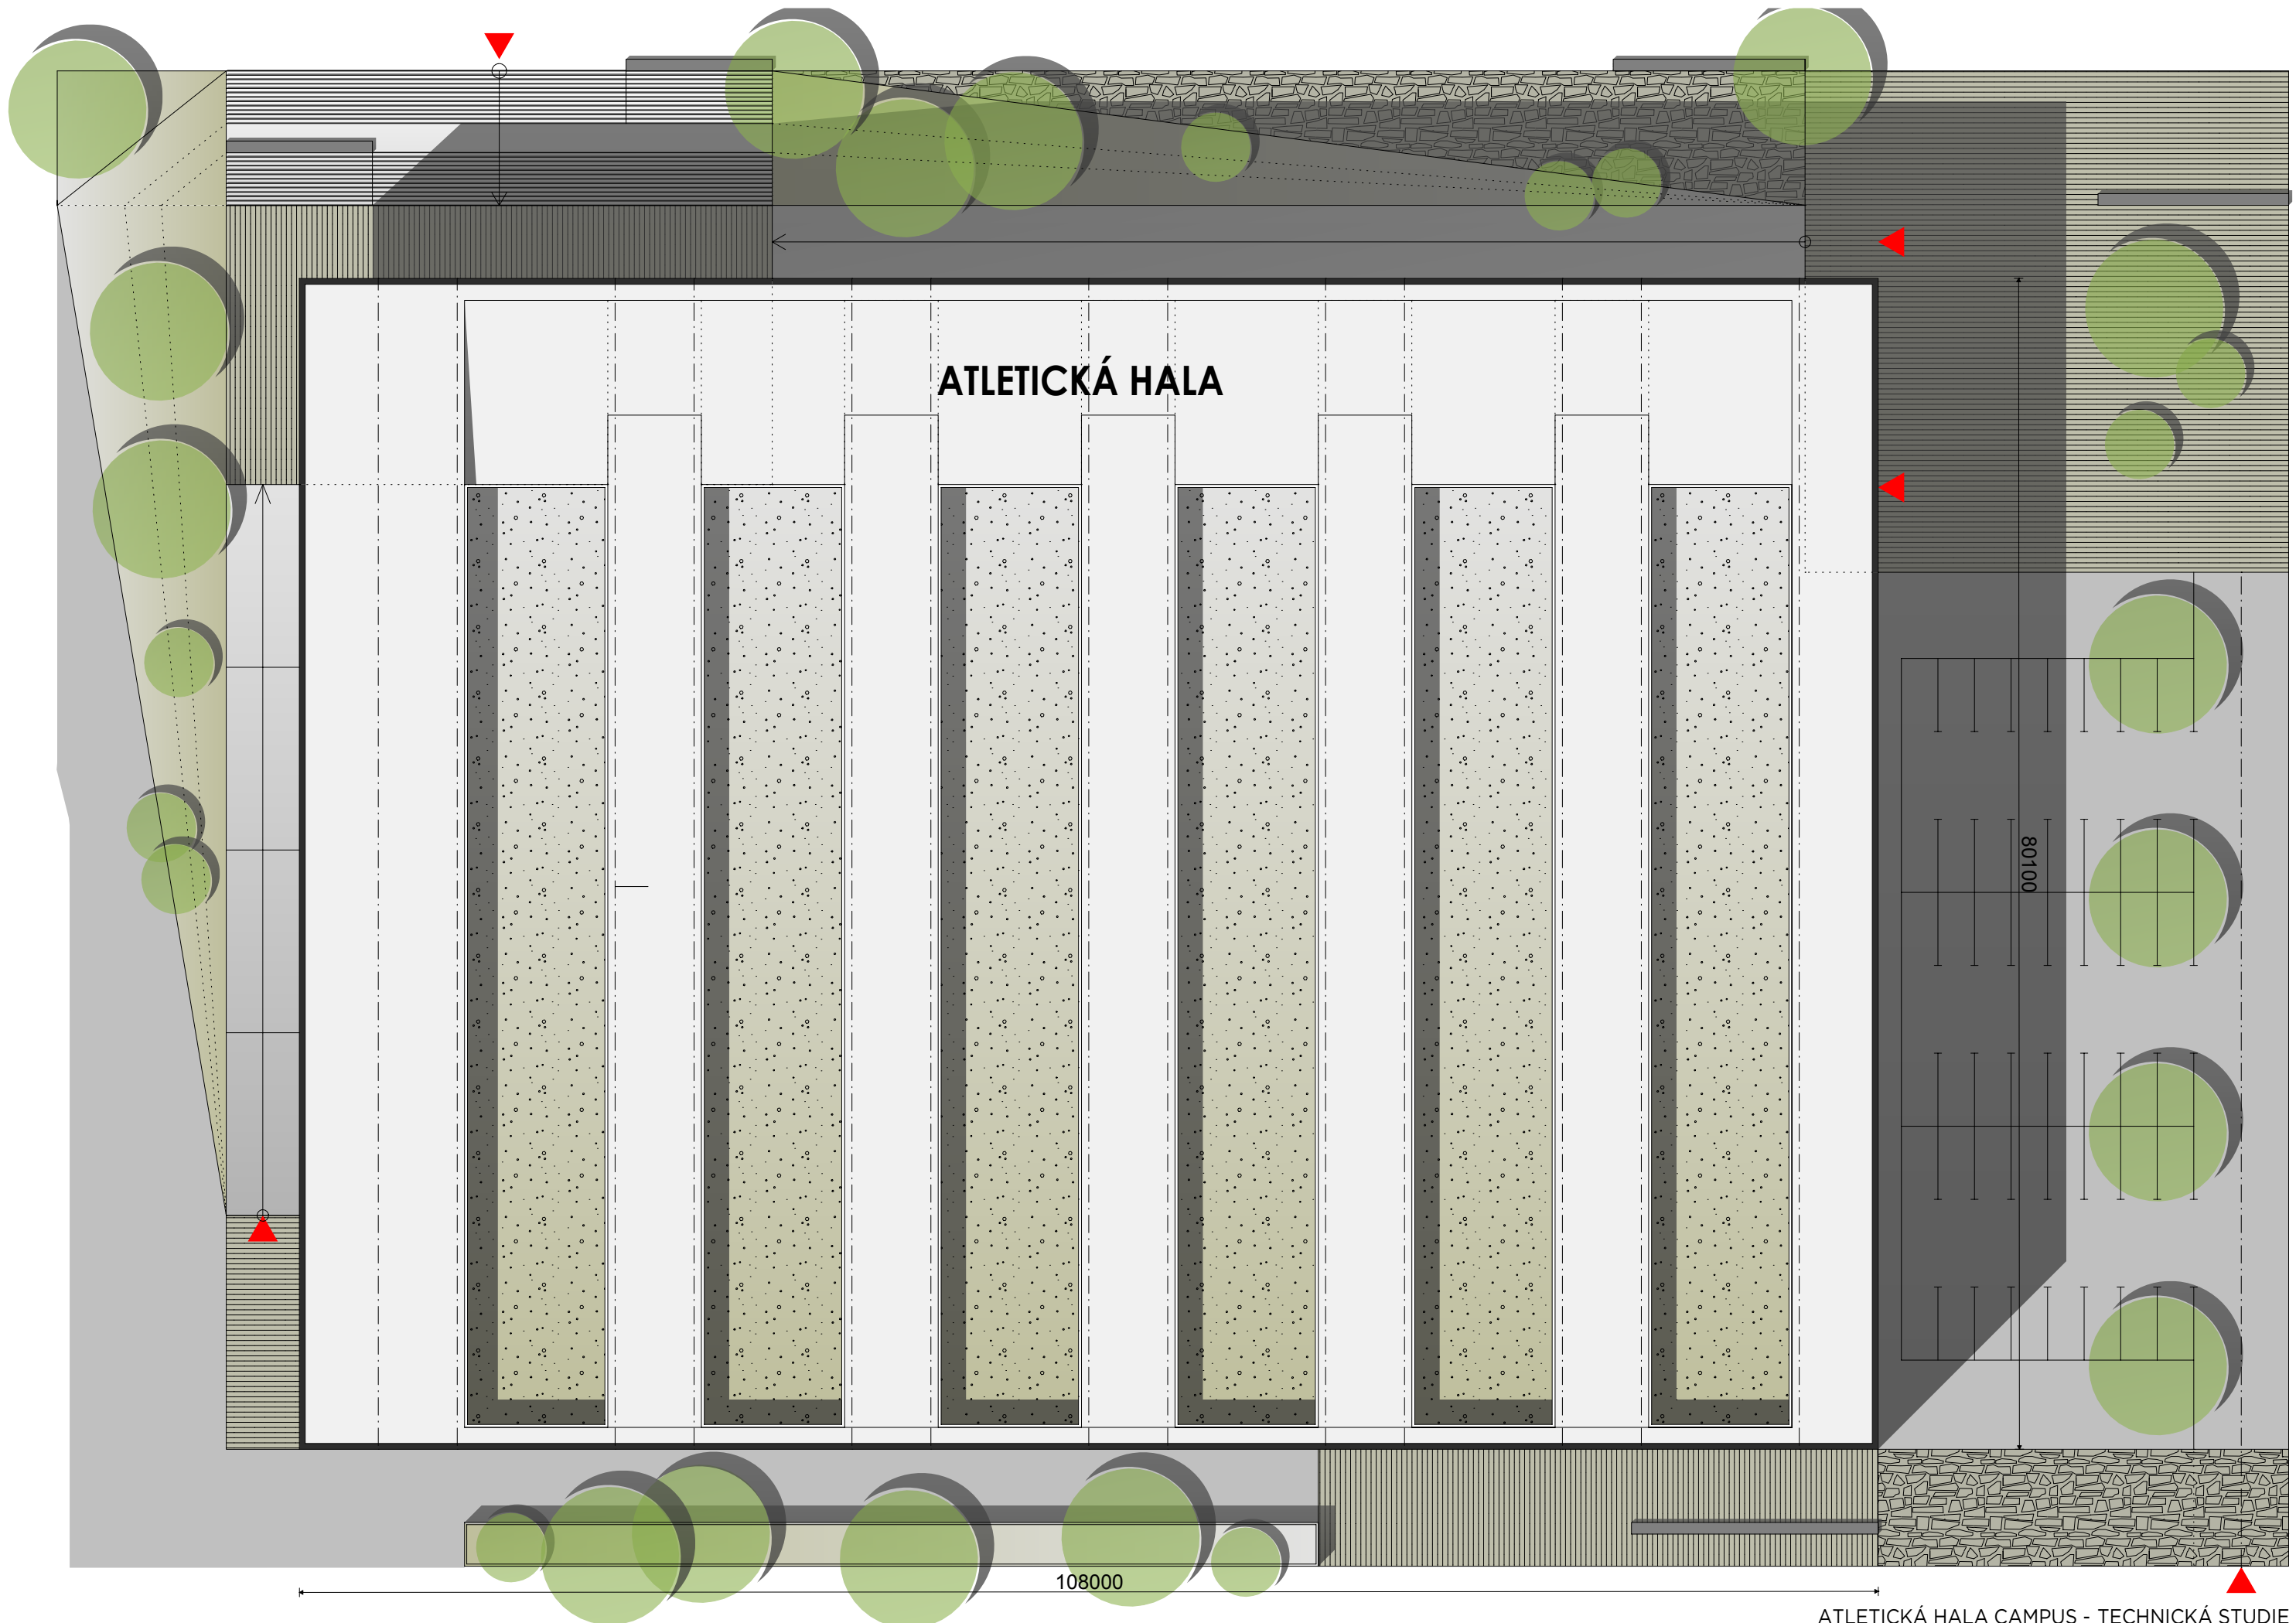 ATLETICKÁ HALA
80100
108000
ATLETICKÁ HALA CAMPUS - TECHNICKÁ STUDIE